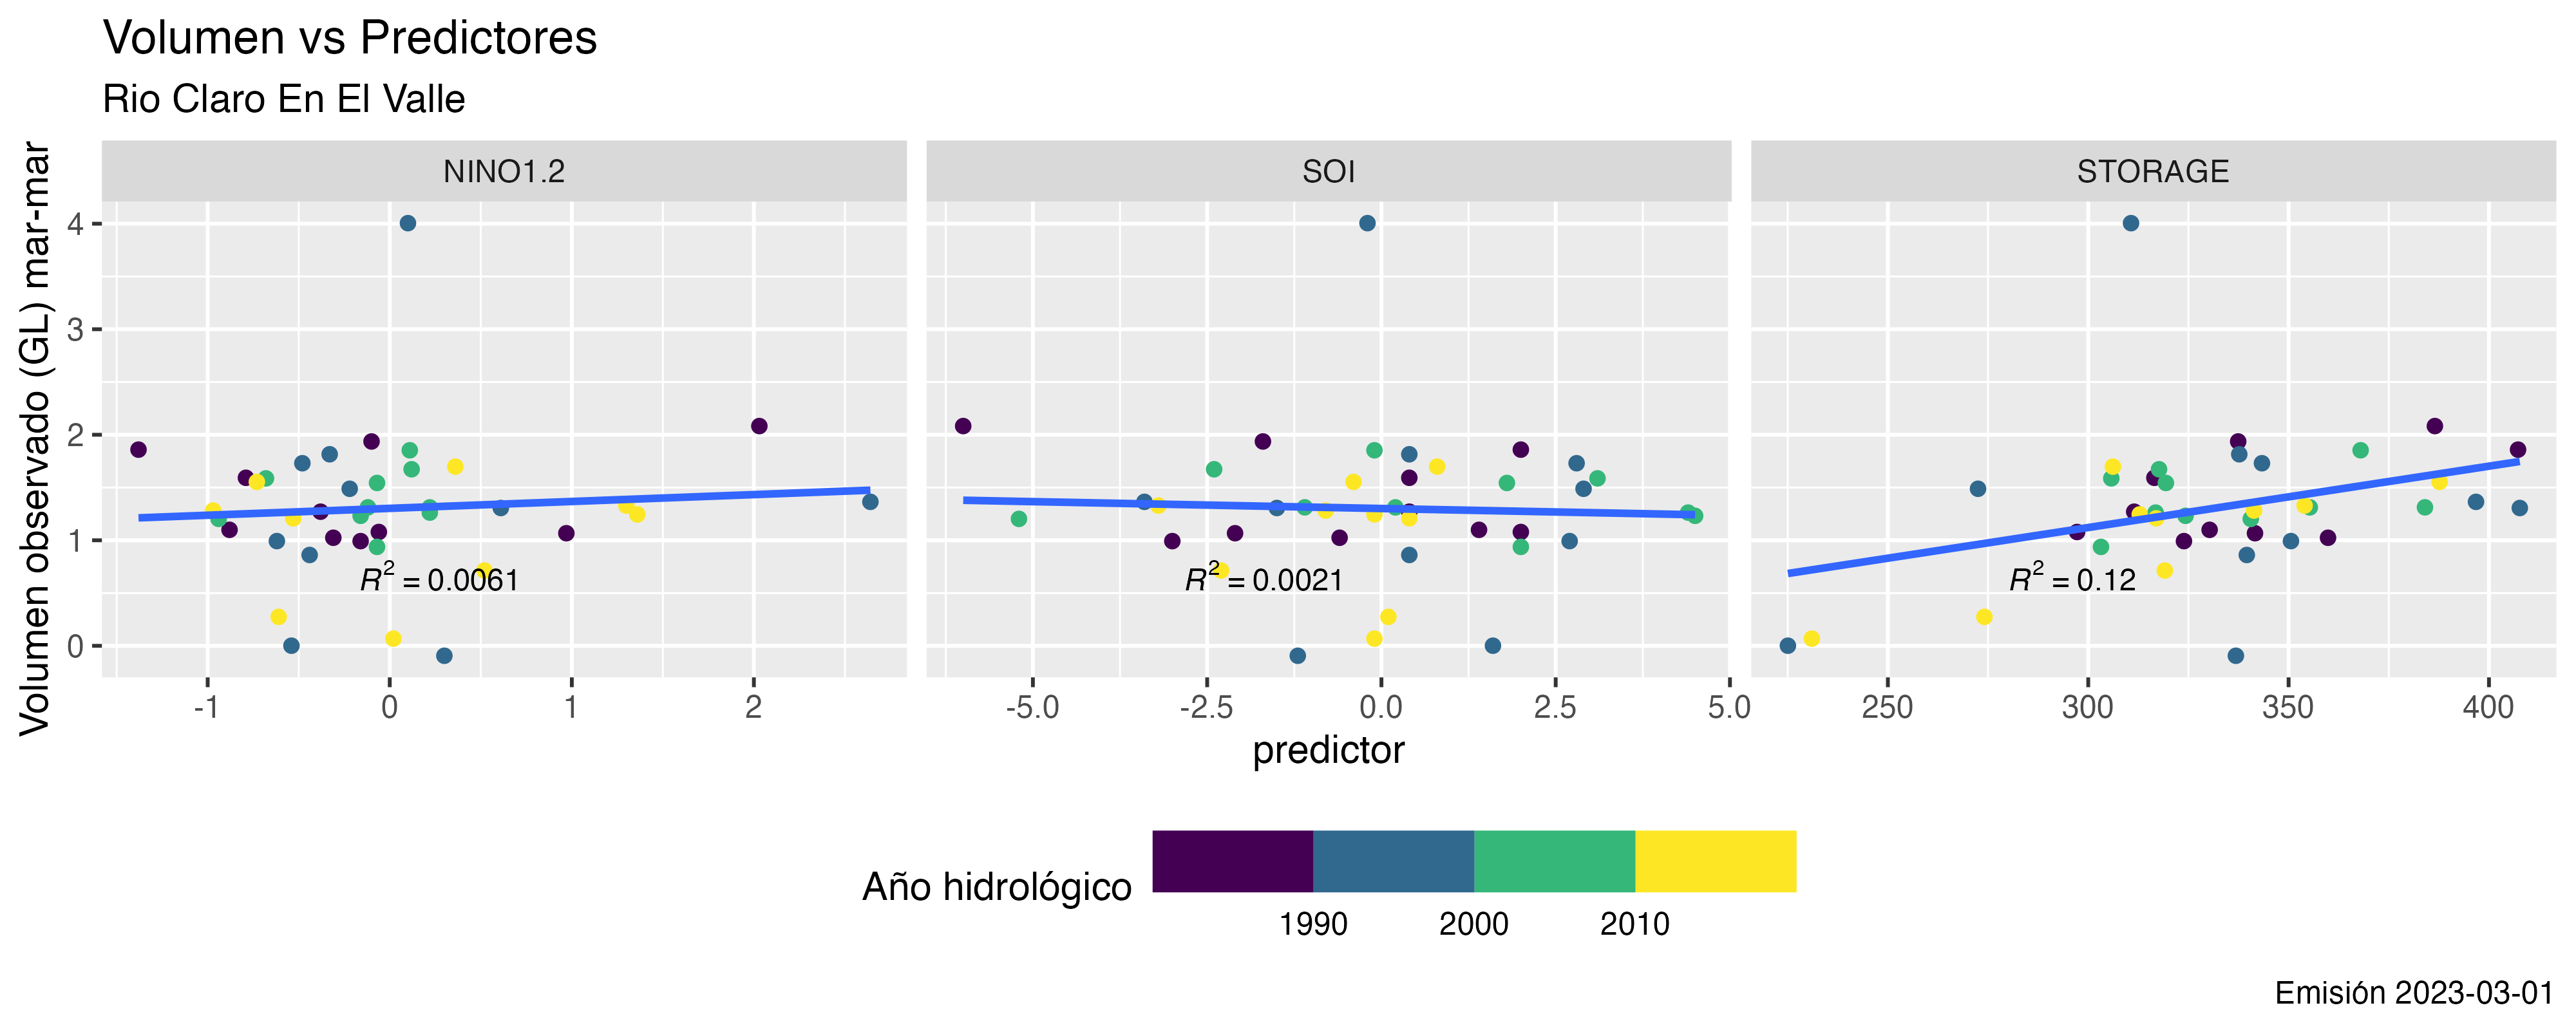 Volumen vs Predictores
Rio Claro En El Valle
NINO1.2 SOI STORAGE
Volumen observado (GL) mar-mar
4
3
2
1
0
R² = 0.0061 R² = 0.0021 R² = 0.12
-1 0 1 2 -5.0 -2.5 0.0 2.5 5.0 250 300 350 400
predictor
Año hidrológico
1990 2000 2010
Emisión 2023-03-01